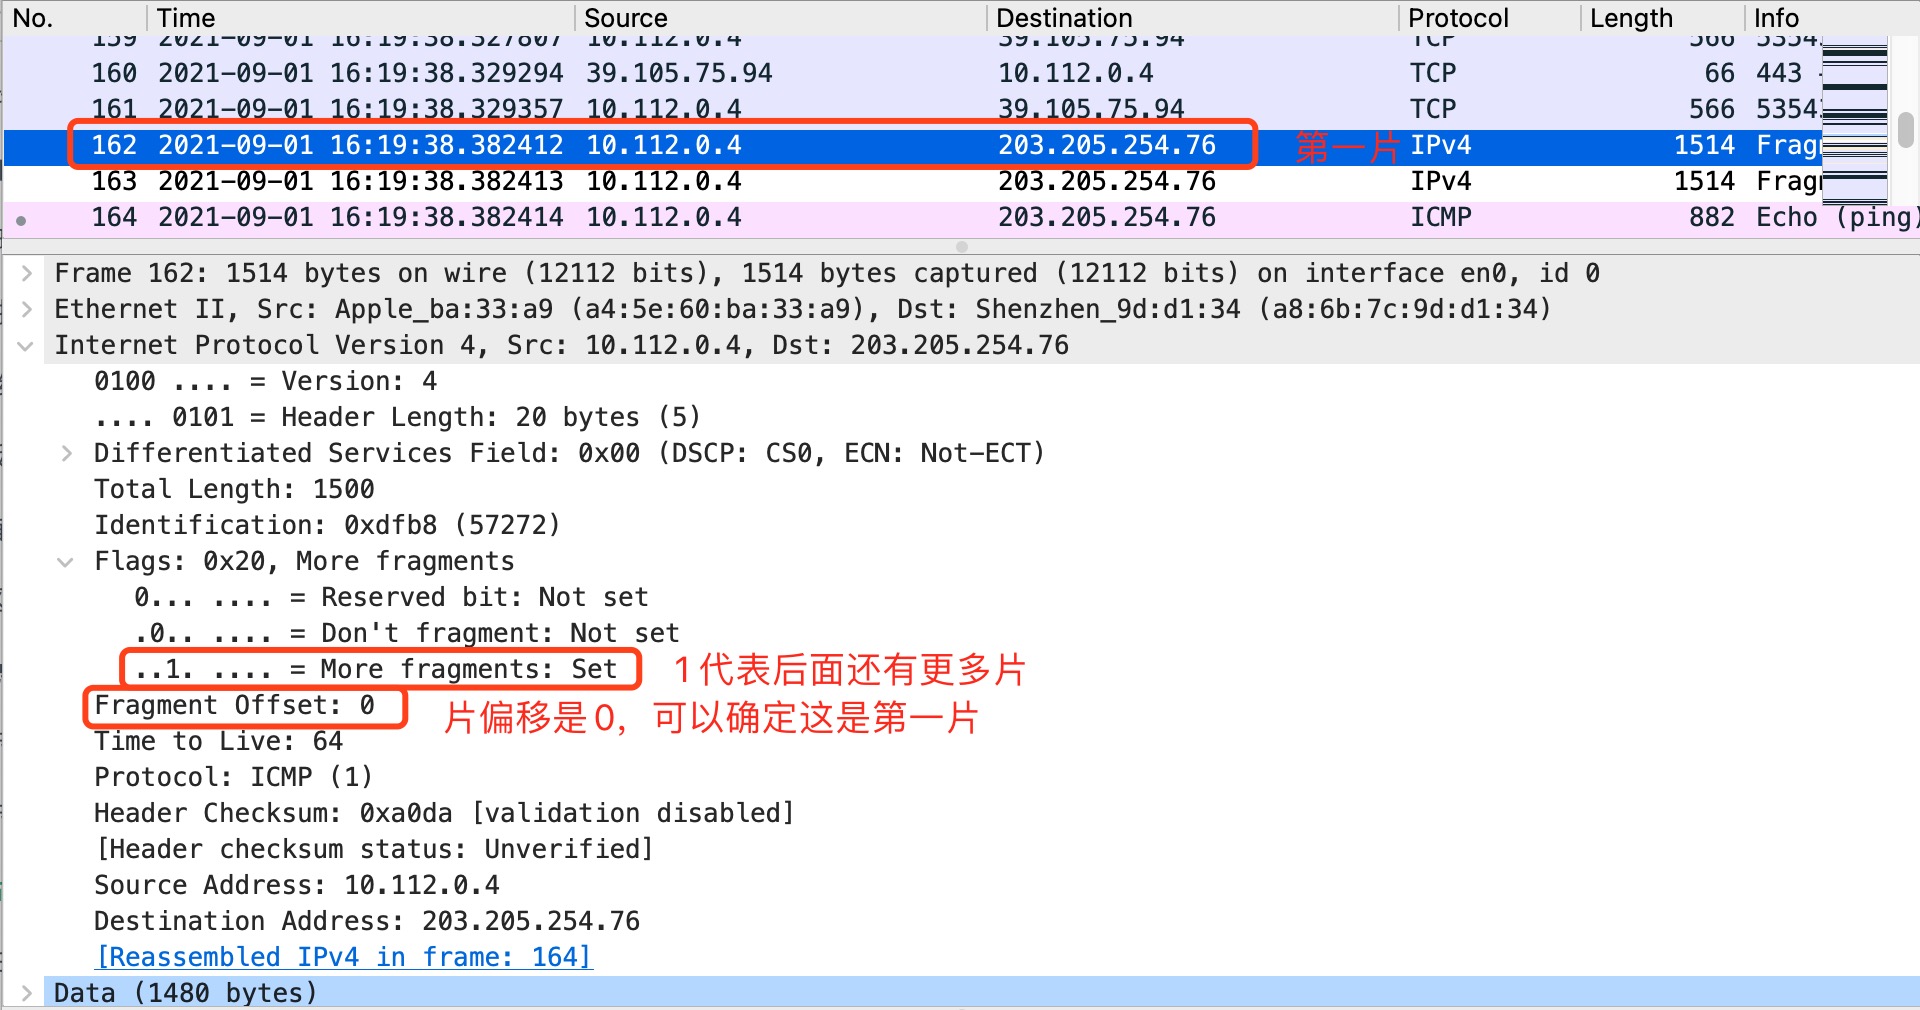 No. Time Source Destination Protocol Length Info
159 2021-09-01 16:19:38.327807 10.112.0.4 39.105.75.94 TCP 566 5354
160 2021-09-01 16:19:38.329294 39.105.75.94 10.112.0.4 TCP 66 443
161 2021-09-01 16:19:38.329357 10.112.0.4 39.105.75.94 TCP 566 5354
162 2021-09-01 16:19:38.382412 10.112.0.4 203.205.254.76 第一片 IPv4 1514 Frag
163 2021-09-01 16:19:38.382413 10.112.0.4 203.205.254.76 IPv4 1514 Frag
164 2021-09-01 16:19:38.382414 10.112.0.4 203.205.254.76 ICMP 882 Echo (ping)
Frame 162: 1514 bytes on wire (12112 bits), 1514 bytes captured (12112 bits) on interface en0, id 0
Ethernet II, Src: Apple_ba:33:a9 (a4:5e:60:ba:33:a9), Dst: Shenzhen_9d:d1:34 (a8:6b:7c:9d:d1:34)
Internet Protocol Version 4, Src: 10.112.0.4, Dst: 203.205.254.76
0100 .... = Version: 4
.... 0101 = Header Length: 20 bytes (5)
Differentiated Services Field: 0x00 (DSCP: CS0, ECN: Not-ECT)
Total Length: 1500
Identification: 0xdfb8 (57272)
Flags: 0x20, More fragments
0... .... = Reserved bit: Not set
.0.. .... = Don't fragment: Not set
..1. .... = More fragments: Set 1代表后面还有更多片
Fragment Offset: 0 片偏移是0，可以确定这是第一片
Time to Live: 64
Protocol: ICMP (1)
Header Checksum: 0xa0da [validation disabled]
[Header checksum status: Unverified]
Source Address: 10.112.0.4
Destination Address: 203.205.254.76
[Reassembled IPv4 in frame: 164]
Data (1480 bytes)